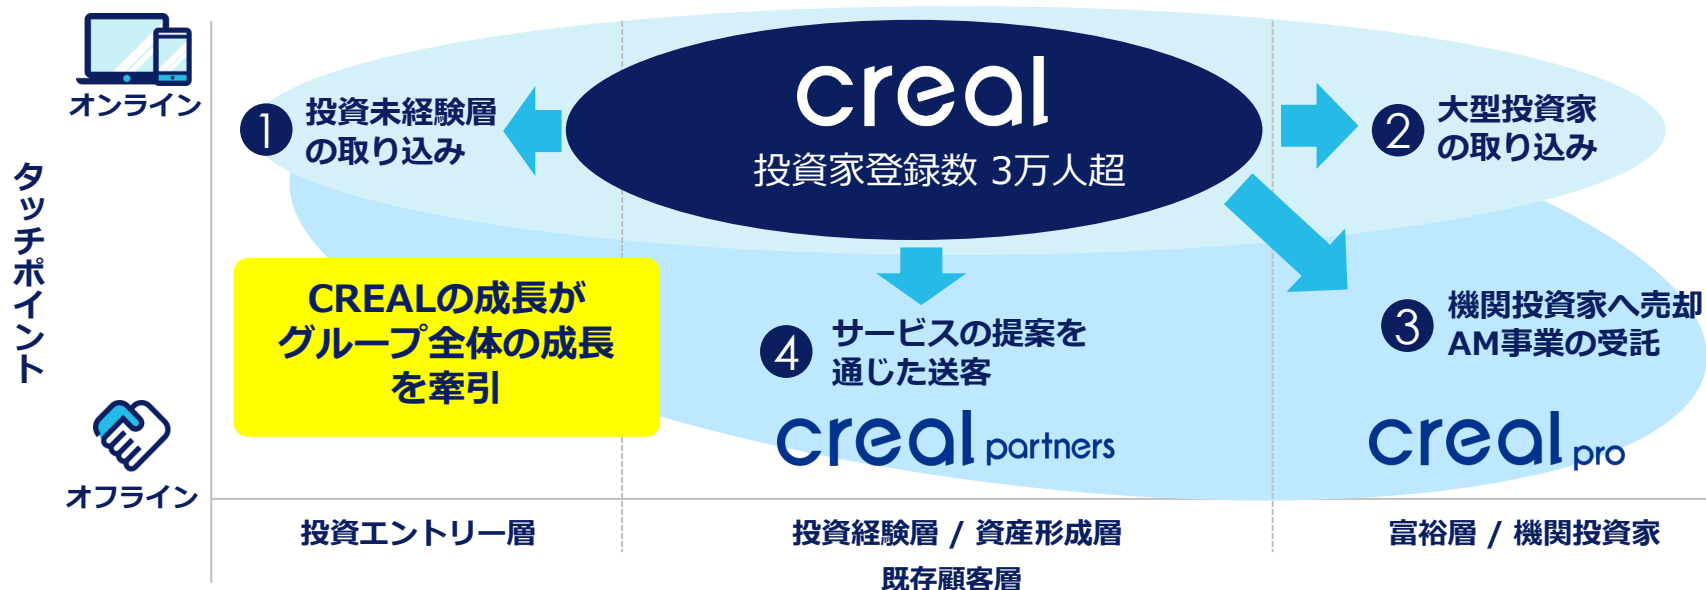 オンライン
タッチポイント
オフライン
creal
投資家登録数 3万人超
1 投資未経験層
の取り込み
2 大型投資家
の取り込み
3 機関投資家へ売却
AM事業の受託
creal pro
4 サービスの提案を
通じた送客
creal partners
CREALの成長が
グループ全体の成長
を牽引
投資エントリー層
投資経験層 / 資産形成層
既存顧客層
富裕層 / 機関投資家